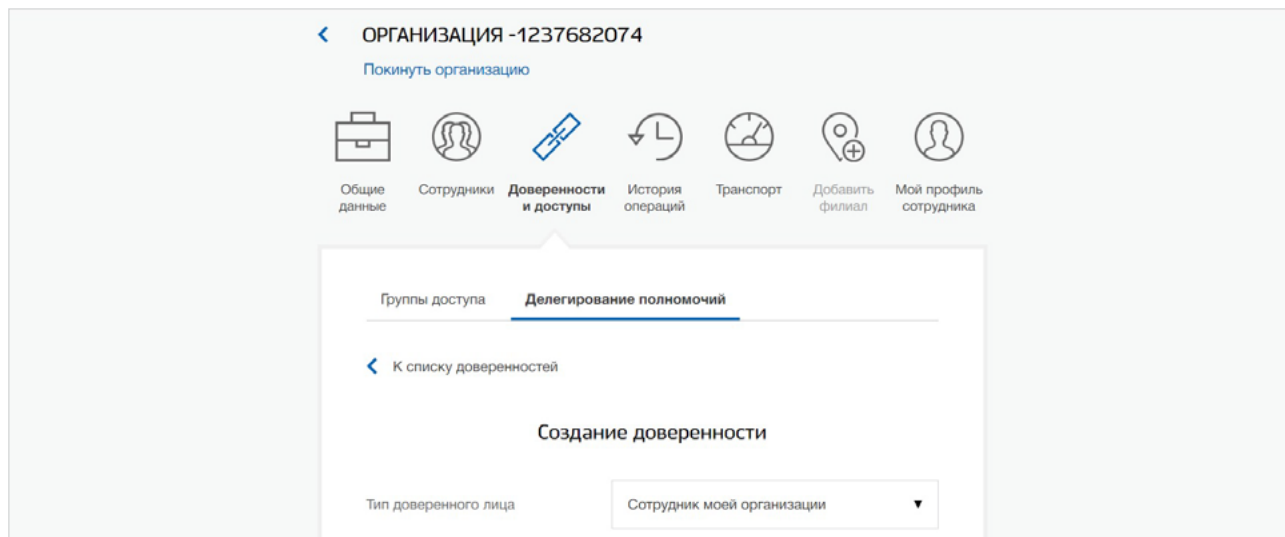 ОРГАНИЗАЦИЯ -1237682074
Покинуть организацию
Общие данные
Сотрудники
Доверенности и доступы
История операций
Транспорт
Добавить филиал
Мой профиль сотрудника
Группы доступа
Делегирование полномочий
К списку доверенностей
Создание доверенности
Тип доверенного лица
Сотрудник моей организации